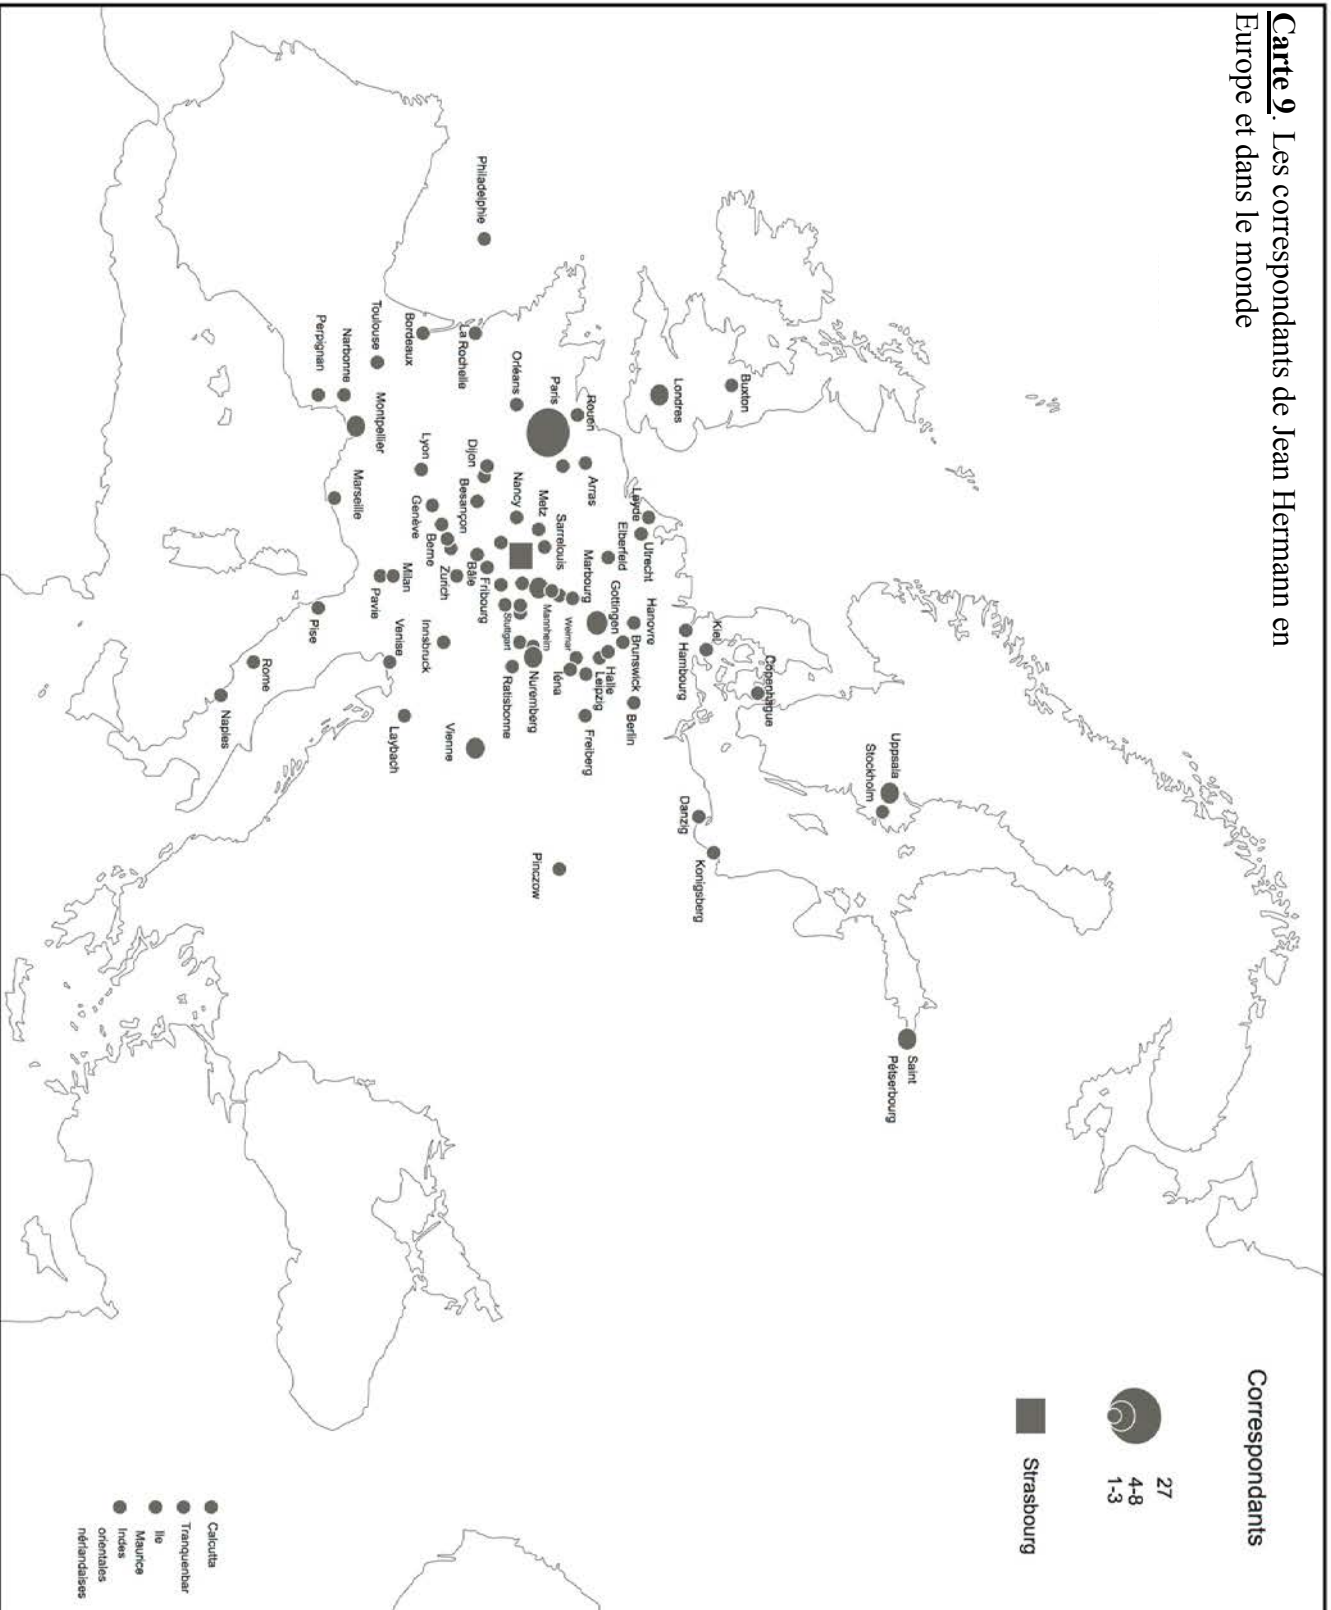 Carte 9. Les correspondants de Jean Hermann en
Europe et dans le monde
Correspondants
27
4-8
1-3
Strasbourg
Buxton
Londres
Philadelphie
Uppsala
Stockholm
Saint
Pétserbourg
Copenhague
Kiel
Hambourg
Danzig
Konigsberg
Leyde
Utrecht
Hanovre
Brunswick
Berlin
Elberfeld
Gottingen
Halle
Leipzig
Freiberg
Rouen
Arras
Marbourg
Weimar
Iéna
Paris
Sarrelouis
Metz
Mannheim
Nuremberg
Pinczow
Orléans
Nancy
Stuttgart
Ratisbonne
La Rochelle
Dijon
Besançon
Bâle
Fribourg
Vienne
Bordeaux
Lyon
Genève
Berne
Zurich
Innsbruck
Toulouse
Montpellier
Milan
Pavie
Venise
Laybach
Narbonne
Perpignan
Marseille
Pise
Rome
Naples
Calcutta
Tranquenbar
Ile
Maurice
Indes
orientales
nérlandaises